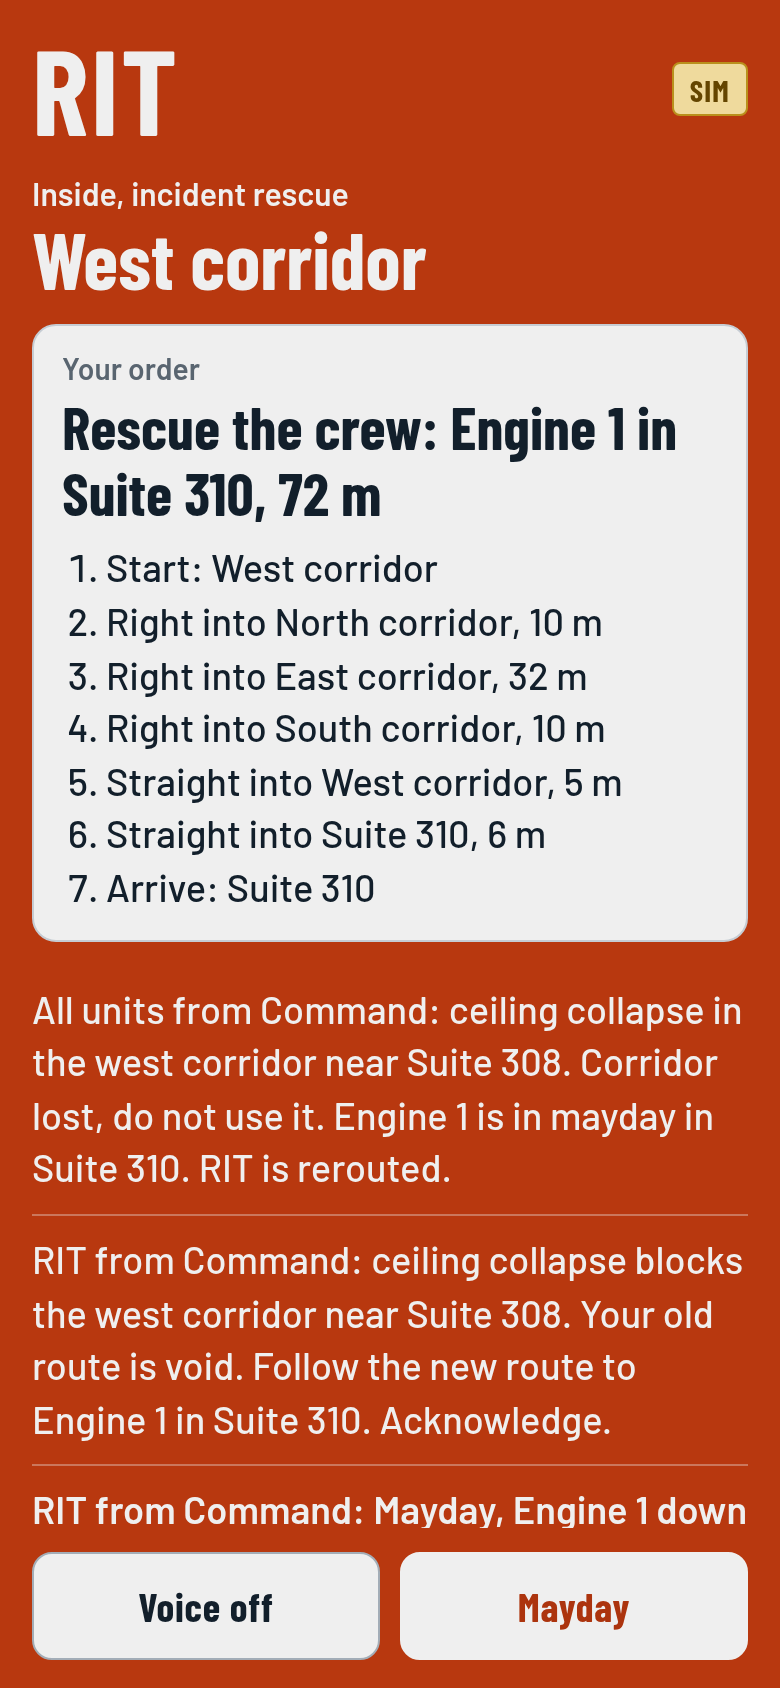 RIT
SIM
Inside, incident rescue
West corridor
Your order
Rescue the crew: Engine 1 in
Suite 310, 72 m
1. Start: West corridor
2. Right into North corridor, 10 m
3. Right into East corridor, 32 m
4. Right into South corridor, 10 m
5. Straight into West corridor, 5 m
6. Straight into Suite 310, 6 m
7. Arrive: Suite 310
All units from Command: ceiling collapse in
the west corridor near Suite 308. Corridor
lost, do not use it. Engine 1 is in mayday in
Suite 310. RIT is rerouted.
RIT from Command: ceiling collapse blocks
the west corridor near Suite 308. Your old
route is void. Follow the new route to
Engine 1 in Suite 310. Acknowledge.
RIT from Command: Mayday, Engine 1 down
Voice off
Mayday